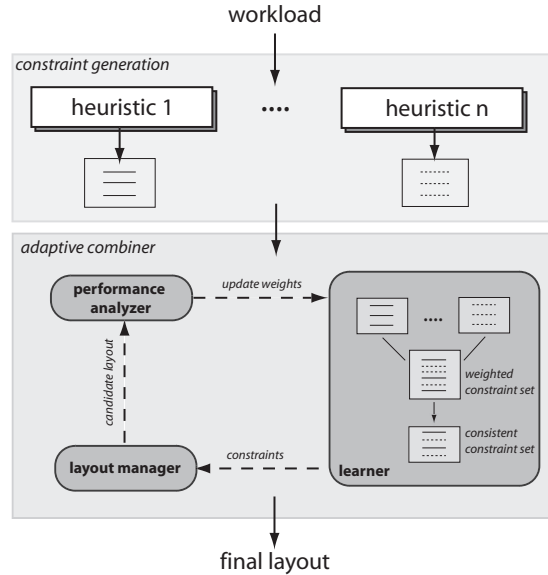 workload
constraint generation
heuristic 1
....
heuristic n
adaptive combiner
performance
analyzer
update weights
....
weighted
constraint set
candidate layout
consistent
constraint set
layout manager
constraints
learner
final layout